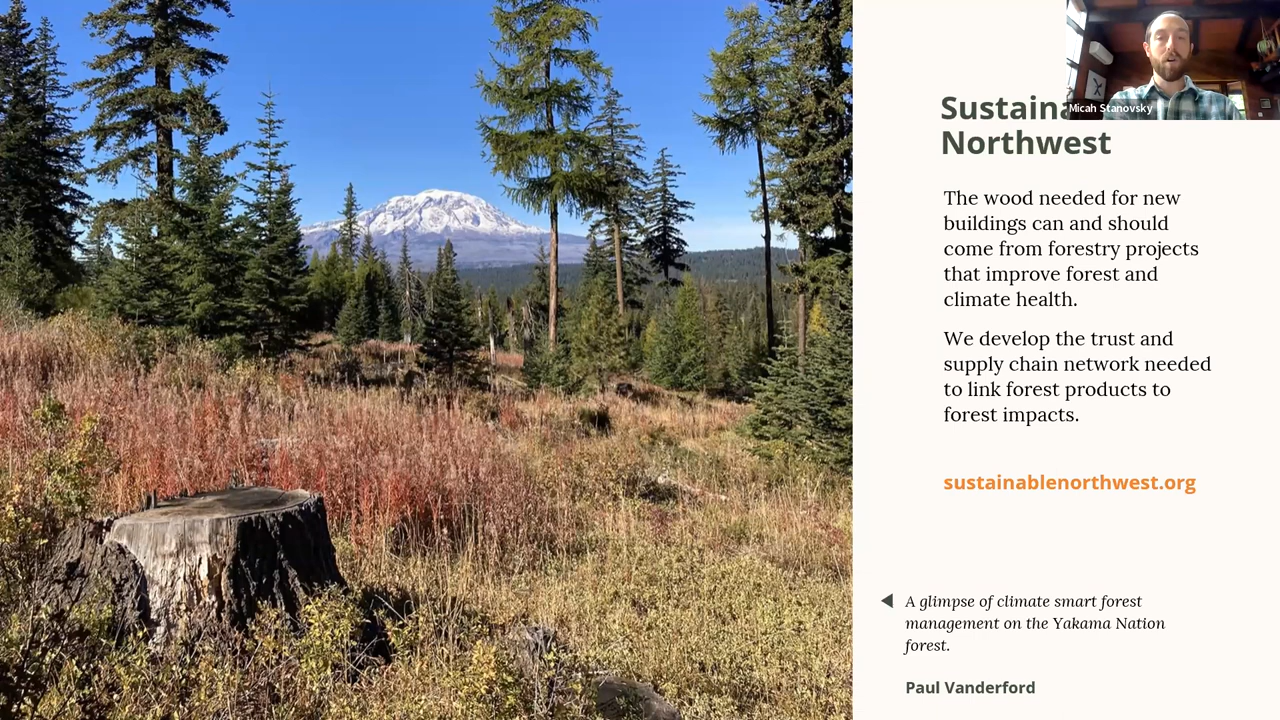 Micah Stanovsky
Sustaina
Northwest
The wood needed for new
buildings can and should
come from forestry projects
that improve forest and
climate health.
We develop the trust and
supply chain network needed
to link forest products to
forest impacts.
sustainablenorthwest.org
A glimpse of climate smart forest
management on the Yakama Nation
forest.
Paul Vanderford